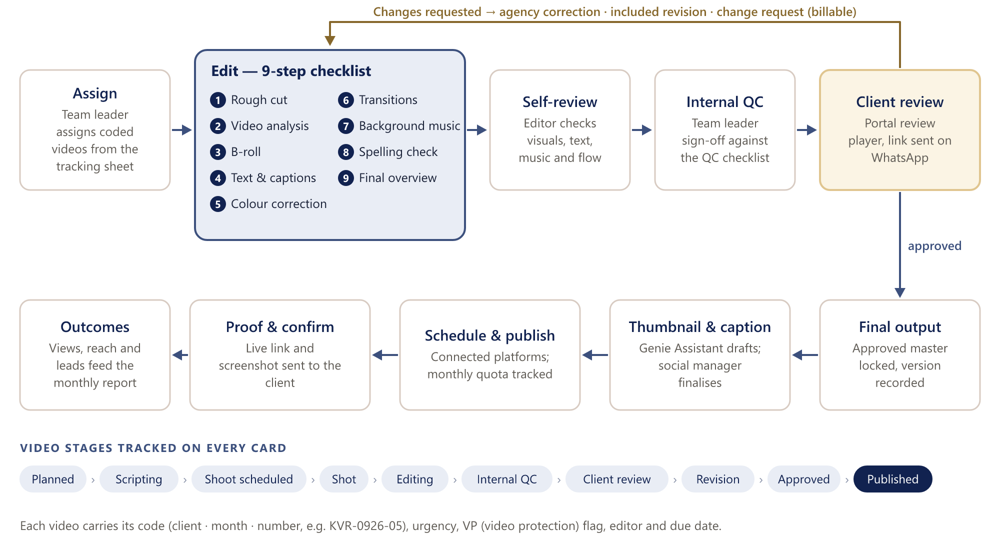 Changes requested → agency correction · included revision · change request (billable)
Assign
Team leader
assigns coded
videos from the
tracking sheet
Edit — 9-step checklist
1 Rough cut
2 Video analysis
3 B-roll
4 Text & captions
5 Colour correction
6 Transitions
7 Background music
8 Spelling check
9 Final overview
Self-review
Editor checks
visuals, text,
music and flow
Internal QC
Team leader
sign-off against
the QC checklist
Client review
Portal review
player, link sent on
WhatsApp
approved
Outcomes
Views, reach and
leads feed the
monthly report
Proof & confirm
Live link and
screenshot sent to the
client
Schedule & publish
Connected platforms;
monthly quota tracked
Thumbnail & caption
Genie Assistant drafts;
social manager
finalises
Final output
Approved master
locked, version
recorded
VIDEO STAGES TRACKED ON EVERY CARD
Planned › Scripting › Shoot scheduled › Shot › Editing › Internal QC › Client review › Revision › Approved › Published
Each video carries its code (client · month · number, e.g. KVR-0926-05), urgency, VP (video protection) flag, editor and due date.